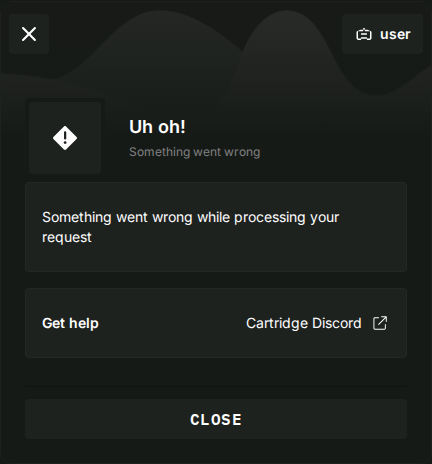 user
Uh oh!
Something went wrong
Something went wrong while processing your
request
Get help
Cartridge Discord
CLOSE